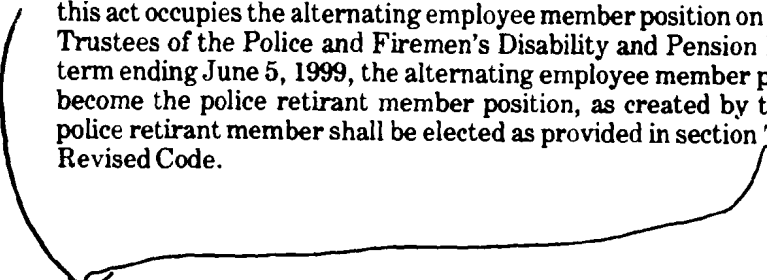 this act occupies the alternating employee member position on
Trustees of the Police and Firemen's Disability and Pension
term ending June 5, 1999, the alternating employee member
become the police retirant member position, as created by
police retirant member shall be elected as provided in section
Revised Code.